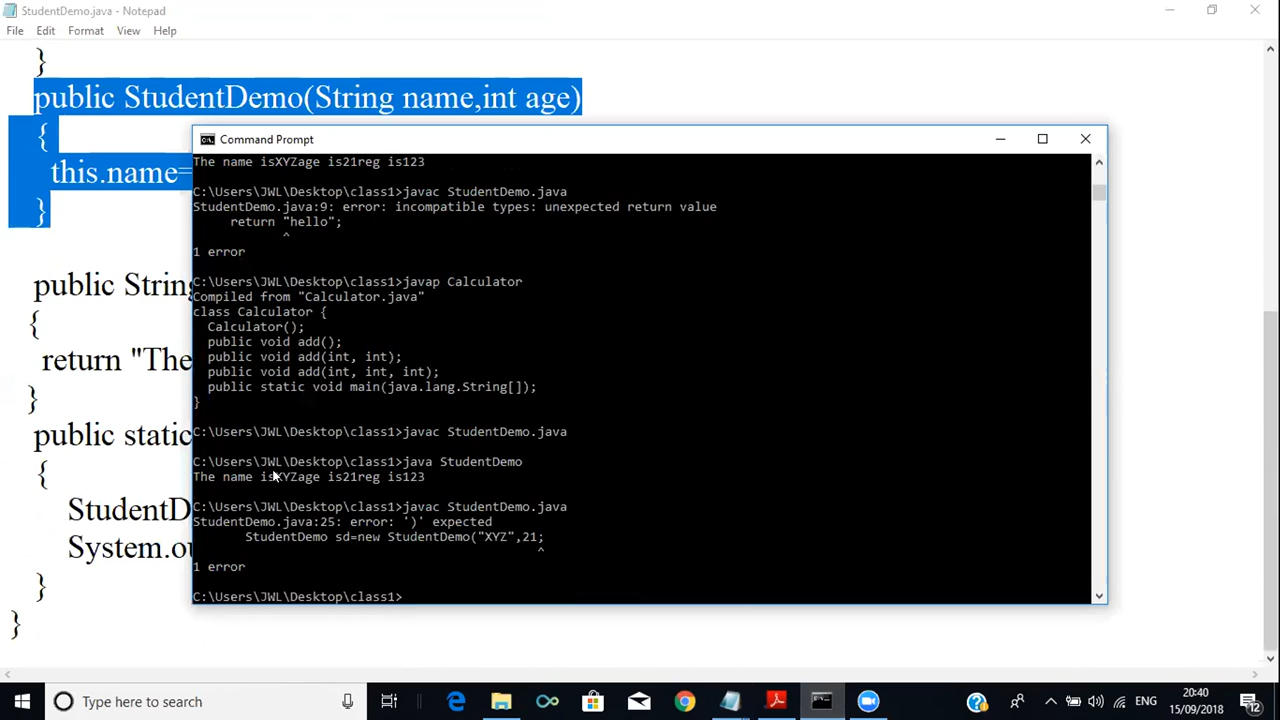 StudentDemo.java - Notepad
File Edit Format View Help
}
public StudentDemo(String name,int age)
{
this.name=
}
public String
{
return "The
}
public static
{
StudentD
System.ou
}
}
Command Prompt
The name isXYZage is21reg is123
C:\Users\JWL\Desktop\class1>javac StudentDemo.java
StudentDemo.java:9: error: incompatible types: unexpected return value
return "hello";
^
1 error
C:\Users\JWL\Desktop\class1>javap Calculator
Compiled from "Calculator.java"
class Calculator {
Calculator();
public void add();
public void add(int, int);
public void add(int, int, int);
public static void main(java.lang.String[]);
}
C:\Users\JWL\Desktop\class1>javac StudentDemo.java
C:\Users\JWL\Desktop\class1>java StudentDemo
The name isXYZage is21reg is123
C:\Users\JWL\Desktop\class1>javac StudentDemo.java
StudentDemo.java:25: error: ')' expected
StudentDemo sd=new StudentDemo("XYZ",21;
^
1 error
C:\Users\JWL\Desktop\class1>
Type here to search
ENG
20:40
15/09/2018
12